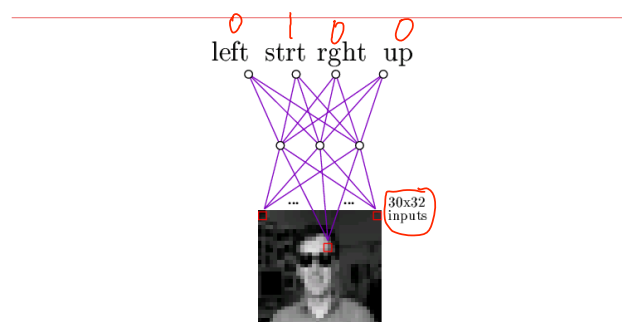 0 1 0 0
left strt rght up
... ...
30x32
inputs